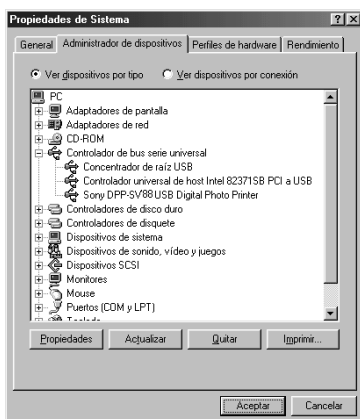 Propiedades de Sistema
General Administrador de dispositivos Perfiles de hardware Rendimiento
Ver dispositivos por tipo Ver dispositivos por conexión
PC
Adaptadores de pantalla
Adaptadores de red
CD-ROM
Controlador de bus serie universal
Concentrador de raíz USB
Controlador universal de host Intel 82371SB PCI a USB
Sony DPP-SV88 USB Digital Photo Printer
Controladores de disco duro
Controladores de disquete
Dispositivos de sistema
Dispositivos de sonido, vídeo y juegos
Dispositivos SCSI
Monitores
Mouse
Puertos (COM y LPT)
Teclado
Propiedades Actualizar Quitar Imprimir...
Aceptar Cancelar